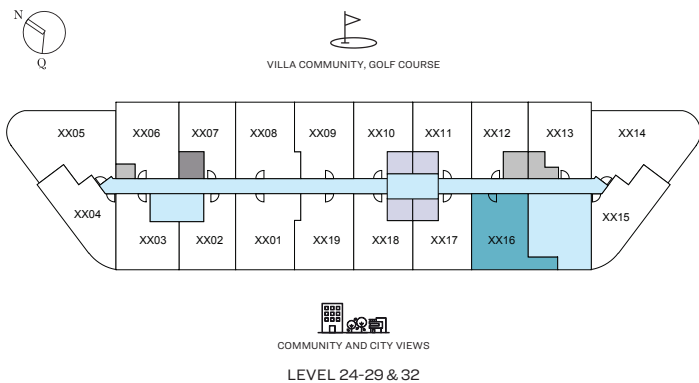 N
Q
VILLA COMMUNITY, GOLF COURSE
XX05 XX06 XX07 XX08 XX09 XX10 XX11 XX12 XX13 XX14
XX04 XX15
XX03 XX02 XX01 XX19 XX18 XX17 XX16
COMMUNITY AND CITY VIEWS
LEVEL 24-29 & 32